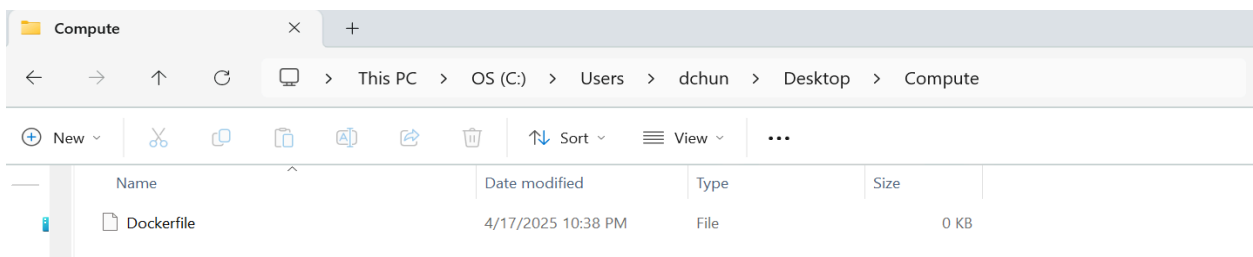 Compute
This PC > OS (C:) > Users > dchun > Desktop > Compute
New Sort View ...
Name Date modified Type Size
Dockerfile 4/17/2025 10:38 PM File 0 KB